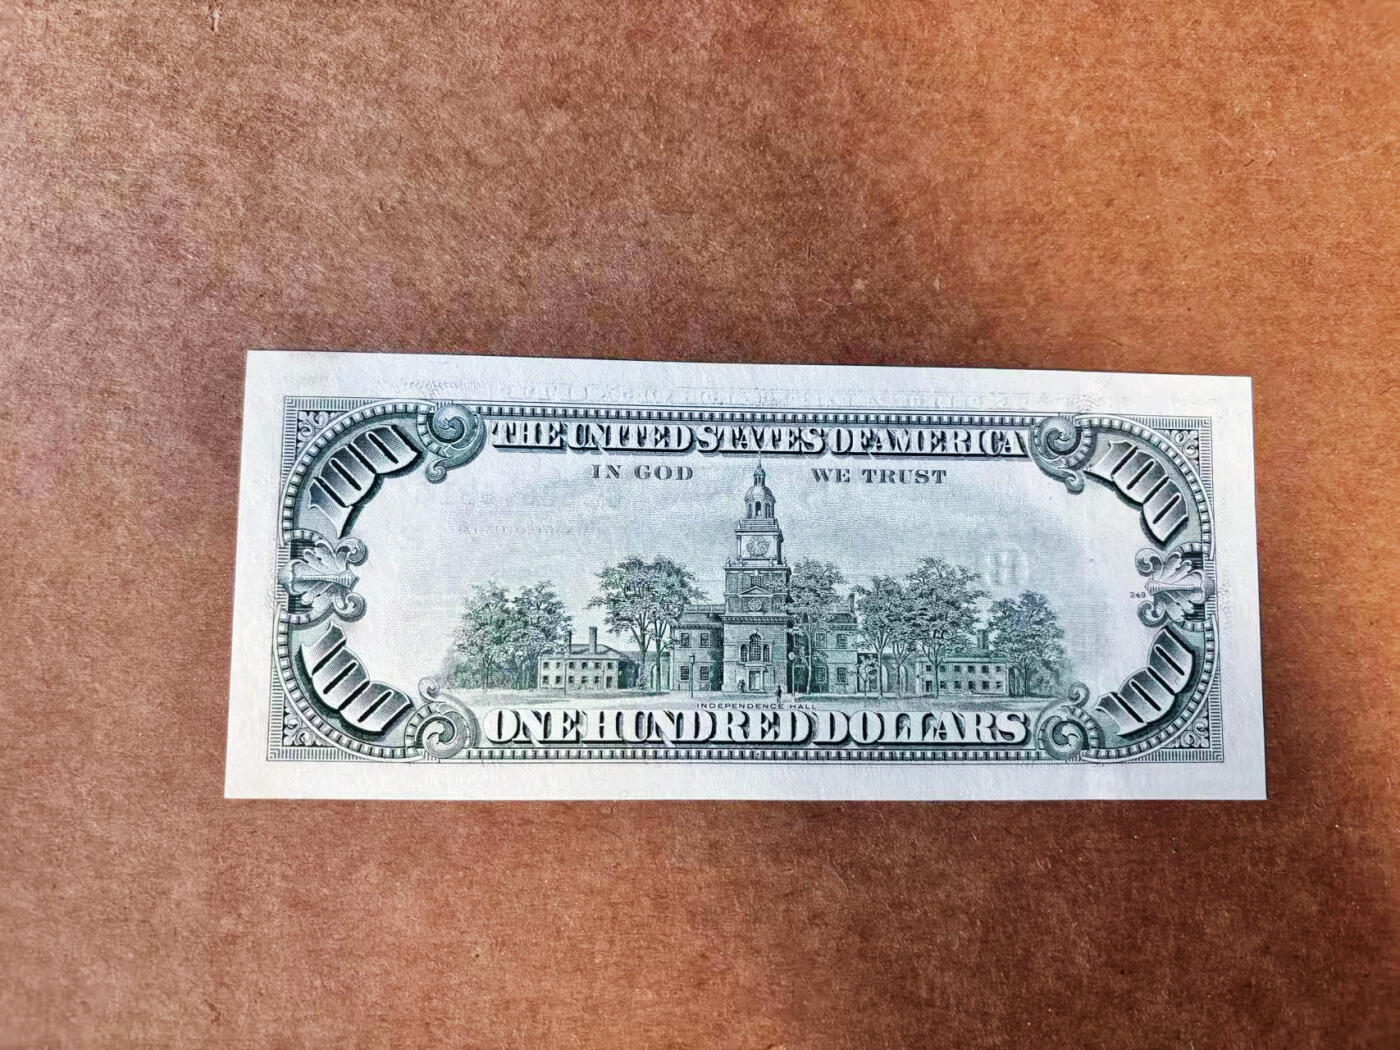 THE UNITED STATES OF AMERICA
IN GOD WE TRUST
100 100
249
100 100
INDEPENDENCE HALL
ONE HUNDRED DOLLARS